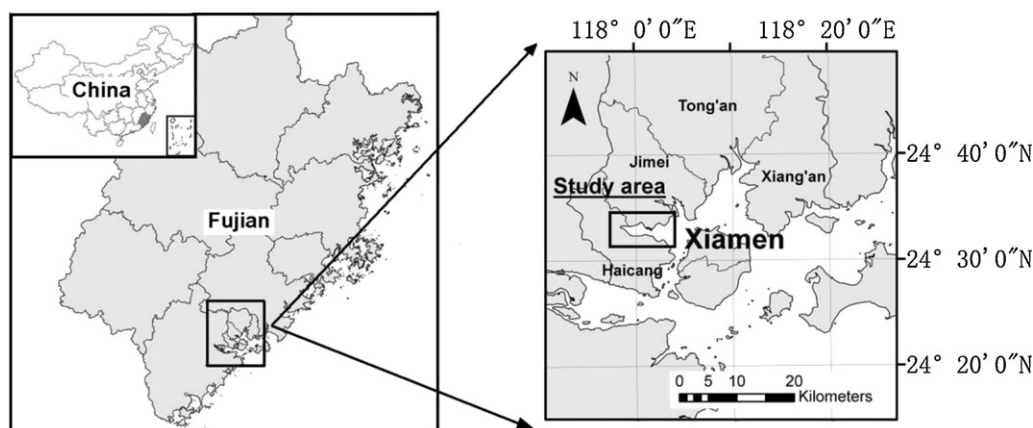 China
Fujian
118° 0'0"E 118° 20'0"E
N
Tong'an
24° 40'0"N
Jimei
Xiang'an
Study area
Xiamen
24° 30'0"N
Haicang
24° 20'0"N
0 5 10 20
Kilometers